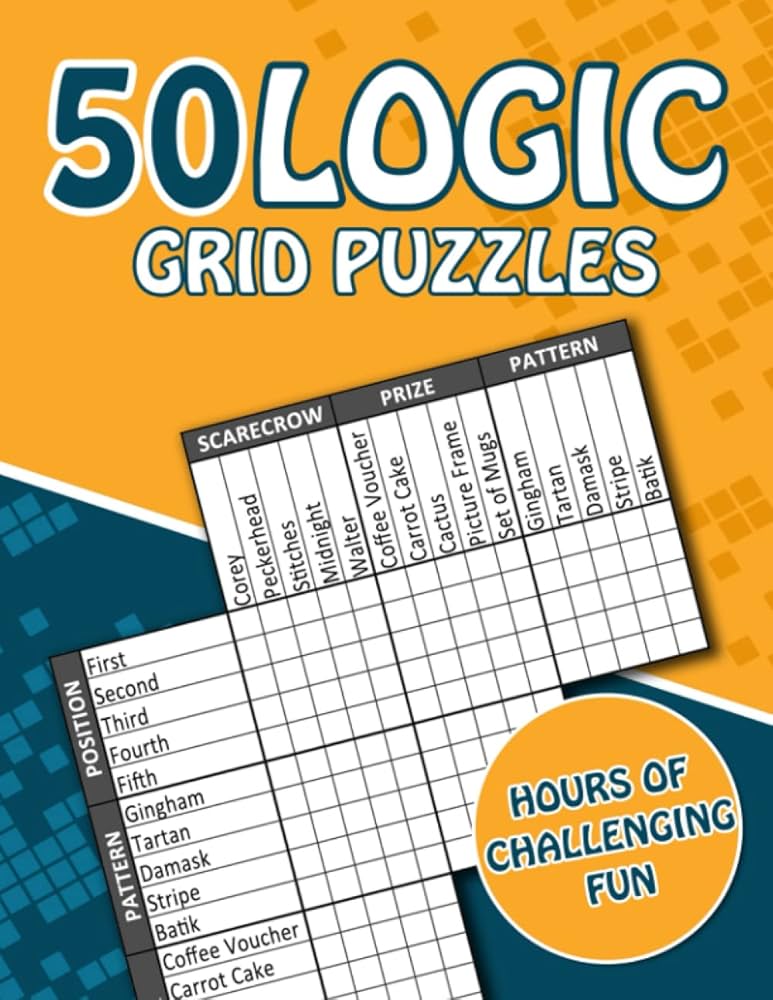 50LOGIC
GRID PUZZLES
SCARECROW
PRIZE
PATTERN
Corey
Peckerhead
Stitches
Midnight
Walter
Coffee Voucher
Carrot Cake
Cactus
Picture Frame
Set of Mugs
Gingham
Tartan
Damask
Stripe
Batik
POSITION
First
Second
Third
Fourth
Fifth
PATTERN
Gingham
Tartan
Damask
Stripe
Batik
Coffee Voucher
Carrot Cake
HOURS OF
CHALLENGING
FUN